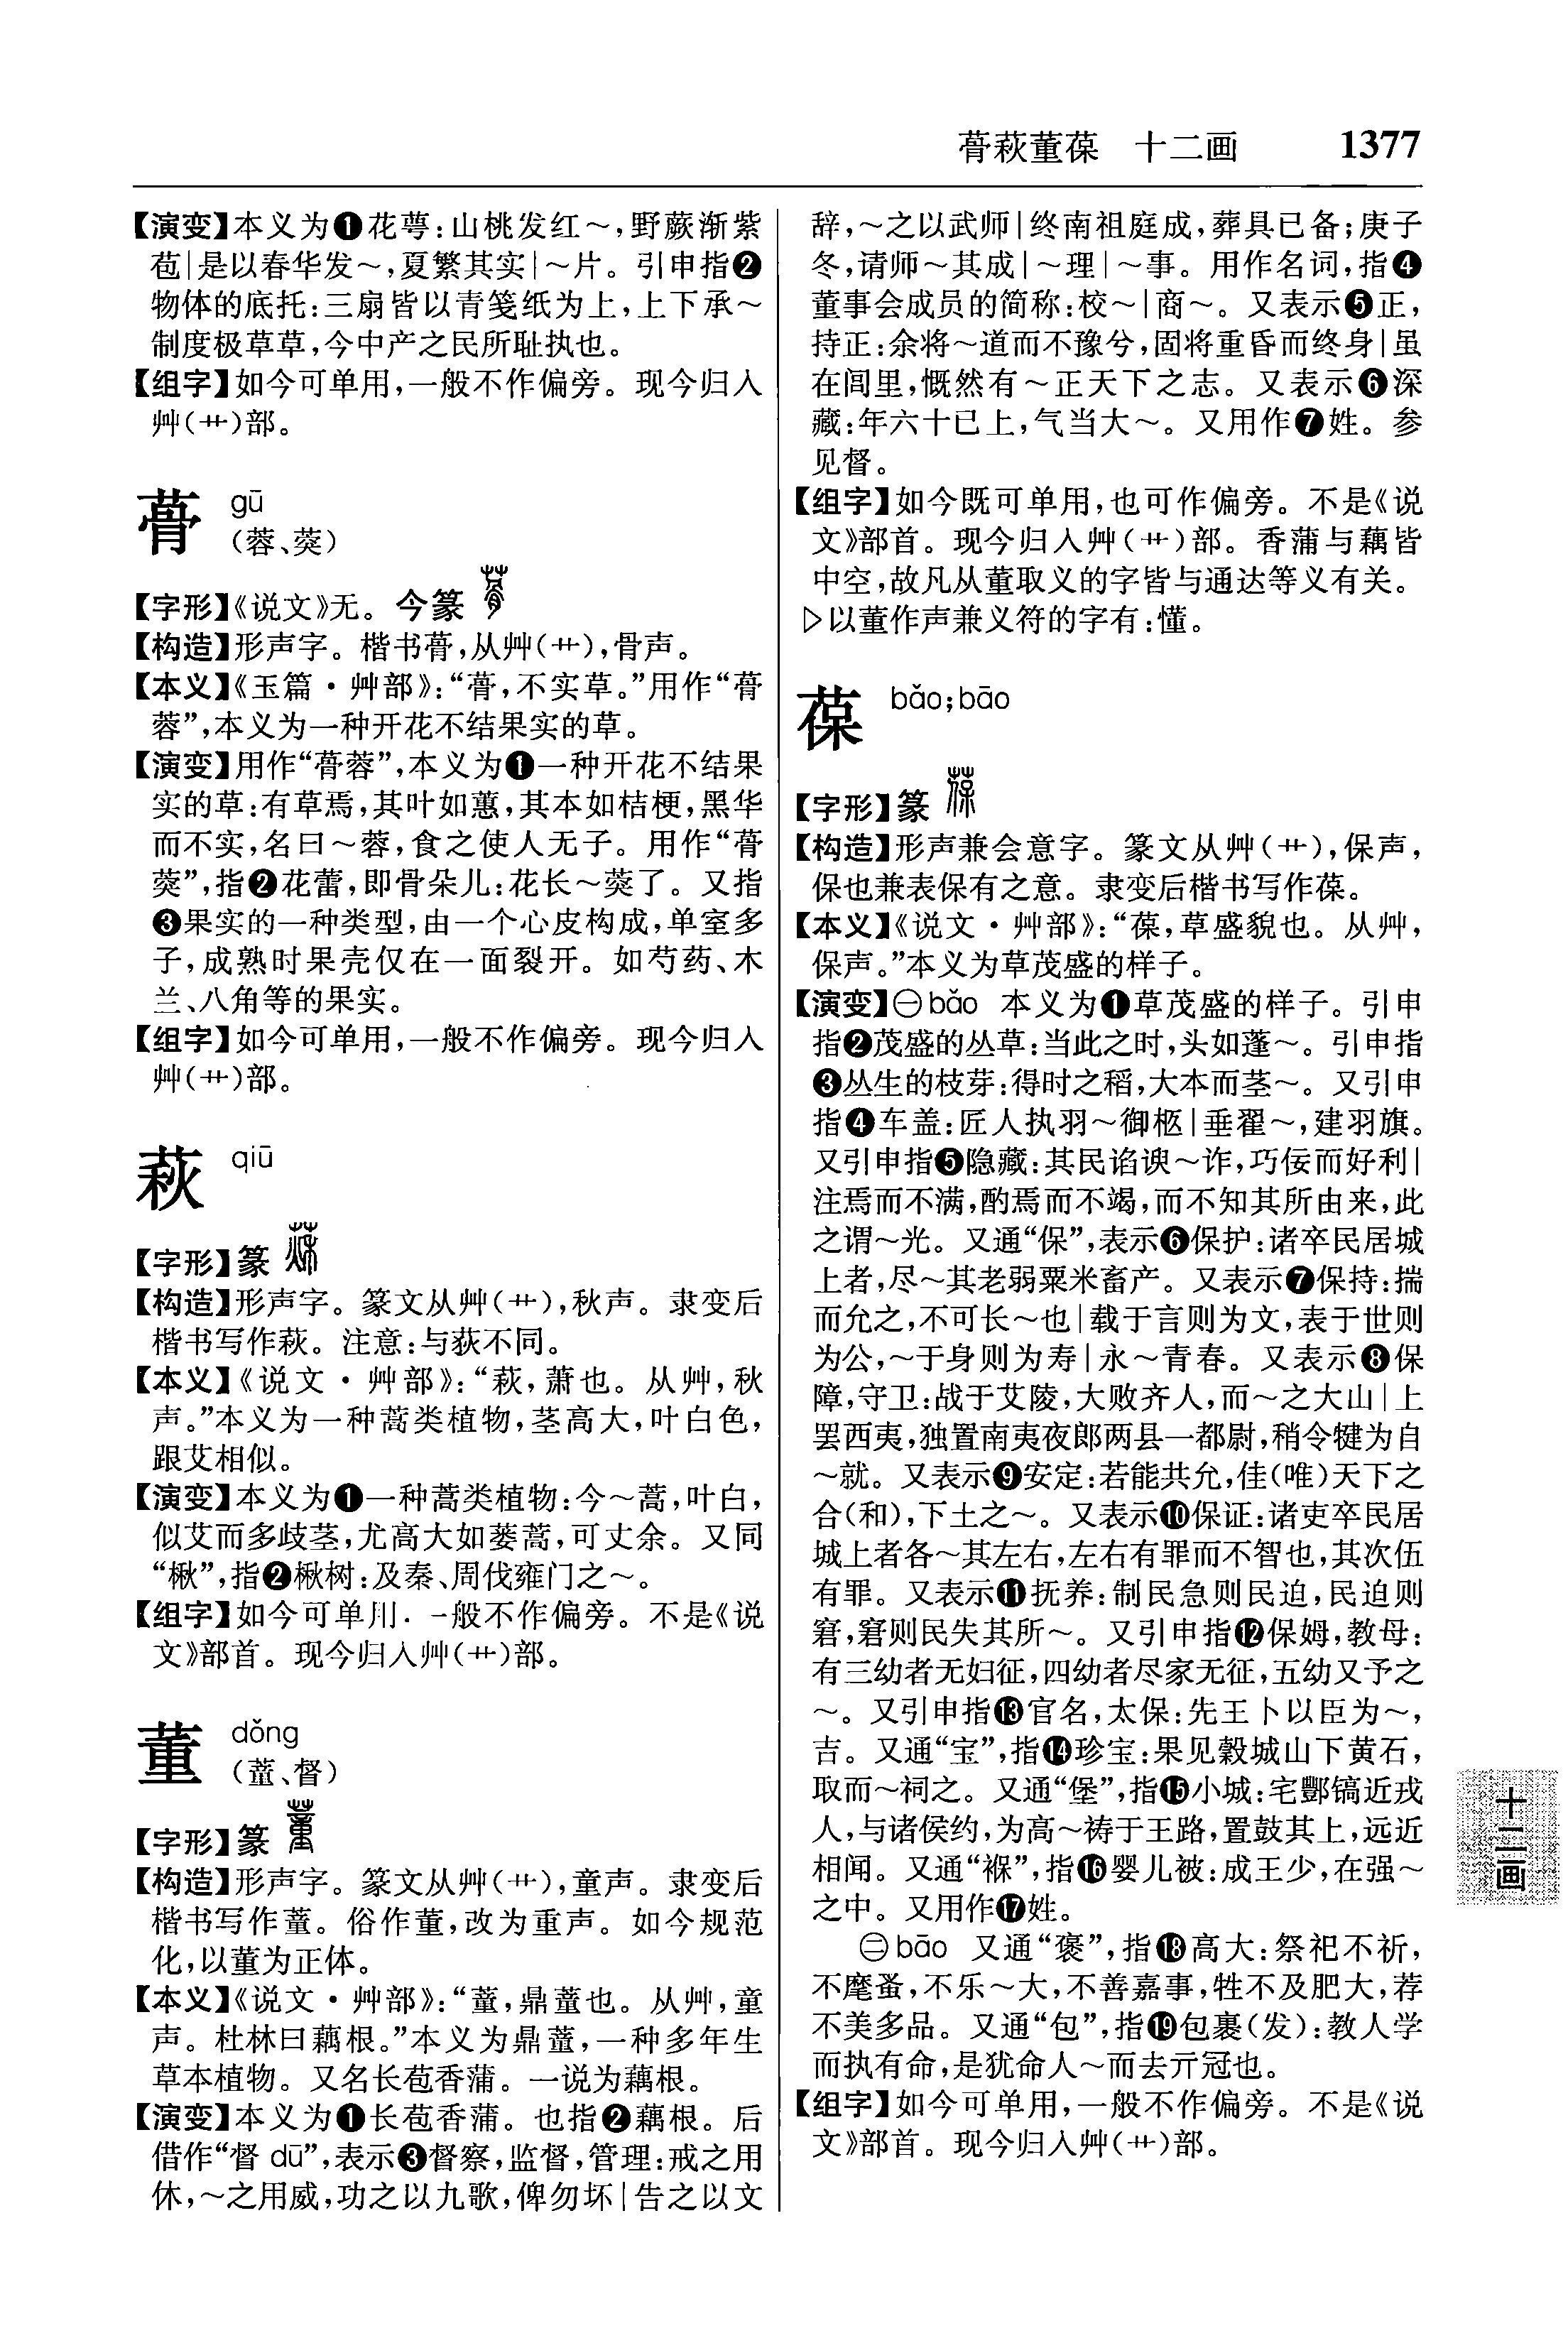 蓇萩董葆　十二画　1377
【演变】本义为❶花萼:山桃发红～,野蕨渐紫
苞|是以春华发～,夏繁其实|～片。引申指❷
物体的底托:三扇皆以青笺纸为上,上下承～
制度极草草,今中产之民所耻执也。
【组字】如今可单用,一般不作偏旁。现今归入
艸(艹)部。
蓇 gū
(蓉、葖)
【字形】《说文》无。今篆
【构造】形声字。楷书蓇,从艸(艹),骨声。
【本义】《玉篇·艸部》:“蓇,不实草。”用作“蓇
蓉”,本义为一种开花不结果实的草。
【演变】用作“蓇蓉”,本义为❶一种开花不结果
实的草:有草焉,其叶如蕙,其本如桔梗,黑华
而不实,名曰～蓉,食之使人无子。用作“蓇
葖”,指❷花蕾,即骨朵儿:花长～葖了。又指
❸果实的一种类型,由一个心皮构成,单室多
子,成熟时果壳仅在一面裂开。如芍药、木
兰、八角等的果实。
【组字】如今可单用,一般不作偏旁。现今归入
艸(艹)部。
萩 qiū
【字形】篆
【构造】形声字。篆文从艸(艹),秋声。隶变后
楷书写作萩。注意:与荻不同。
【本义】《说文·艸部》:“萩,萧也。从艸,秋
声。”本义为一种蒿类植物,茎高大,叶白色,
跟艾相似。
【演变】本义为❶一种蒿类植物:今～蒿,叶白,
似艾而多歧茎,尤高大如蒌蒿,可丈余。又同
“楸”,指❷楸树:及秦、周伐雍门之～。
【组字】如今可单用,一般不作偏旁。不是《说
文》部首。现今归入艸(艹)部。
董 dǒng
(蕫、督)
【字形】篆
【构造】形声字。篆文从艸(艹),童声。隶变后
楷书写作蕫。俗作董,改为重声。如今规范
化,以董为正体。
【本义】《说文·艸部》:“蕫,鼎蕫也。从艸,童
声。杜林曰藕根。”本义为鼎蕫,一种多年生
草本植物。又名长苞香蒲。一说为藕根。
【演变】本义为❶长苞香蒲。也指❷藕根。后
借作“督 dū”,表示❸督察,监督,管理:戒之用
休,～之用威,功之以九歌,俾勿坏|告之以文
辞,～之以武师|终南祖庭成,葬具已备;庚子
冬,请师～其成|～理|～事。用作名词,指❹
董事会成员的简称:校～|商～。又表示❺正,
持正:余将～道而不豫兮,固将重昏而终身|虽
在闾里,慨然有～正天下之志。又表示❻深
藏:年六十已上,气当大～。又用作❼姓。参
见督。
【组字】如今既可单用,也可作偏旁。不是《说
文》部首。现今归入艸(艹)部。香蒲与藕皆
中空,故凡从董取义的字皆与通达等义有关。
▷以董作声兼义符的字有:懂。
葆 bǎo;bāo
【字形】篆
【构造】形声兼会意字。篆文从艸(艹),保声,
保也兼表保有之意。隶变后楷书写作葆。
【本义】《说文·艸部》:“葆,草盛貌也。从艸,
保声。”本义为草茂盛的样子。
【演变】㊀bǎo 本义为❶草茂盛的样子。引申
指❷茂盛的丛草:当此之时,头如蓬～。引申指
❸丛生的枝芽:得时之稻,大本而茎～。又引申
指❹车盖:匠人执羽～御柩|垂翟～,建羽旗。
又引申指❺隐藏:其民谄谀～诈,巧佞而好利|
注焉而不满,酌焉而不竭,而不知其所由来,此
之谓～光。又通“保”,表示❻保护:诸卒民居城
上者,尽～其老弱粟米畜产。又表示❼保持:揣
而允之,不可长～也|载于言则为文,表于世则
为公,～于身则为寿|永～青春。又表示❽保
障,守卫:战于艾陵,大败齐人,而～之大山|上
罢西夷,独置南夷夜郎两县一都尉,稍令犍为自
～就。又表示❾安定:若能共允,隹(唯)天下之
合(和),下土之～。又表示❿保证:诸吏卒民居
城上者各～其左右,左右有罪而不智也,其次伍
有罪。又表示⓫抚养:制民急则民迫,民迫则
窘,窘则民失其所～。又引申指⓬保姆,教母:
有三幼者无妇征,四幼者尽家无征,五幼又予之
～。又引申指⓭官名,太保:先王卜以臣为～,
吉。又通“宝”,指⓮珍宝:果见榖城山下黄石,
取而～祠之。又通“堡”,指⓯小城:宅酆镐近戎
人,与诸侯约,为高～祷于王路,置鼓其上,远近
相闻。又通“褓”,指⓰婴儿被:成王少,在强～
之中。又用作⓱姓。
㊁bāo 又通“褒”,指⓲高大:祭祀不祈,
不麾蚤,不乐～大,不善嘉事,牲不及肥大,荐
不美多品。又通“包”,指⓳包裹(发):教人学
而执有命,是犹命人～而去亓冠也。
【组字】如今可单用,一般不作偏旁。不是《说
文》部首。现今归入艸(艹)部。
十二画